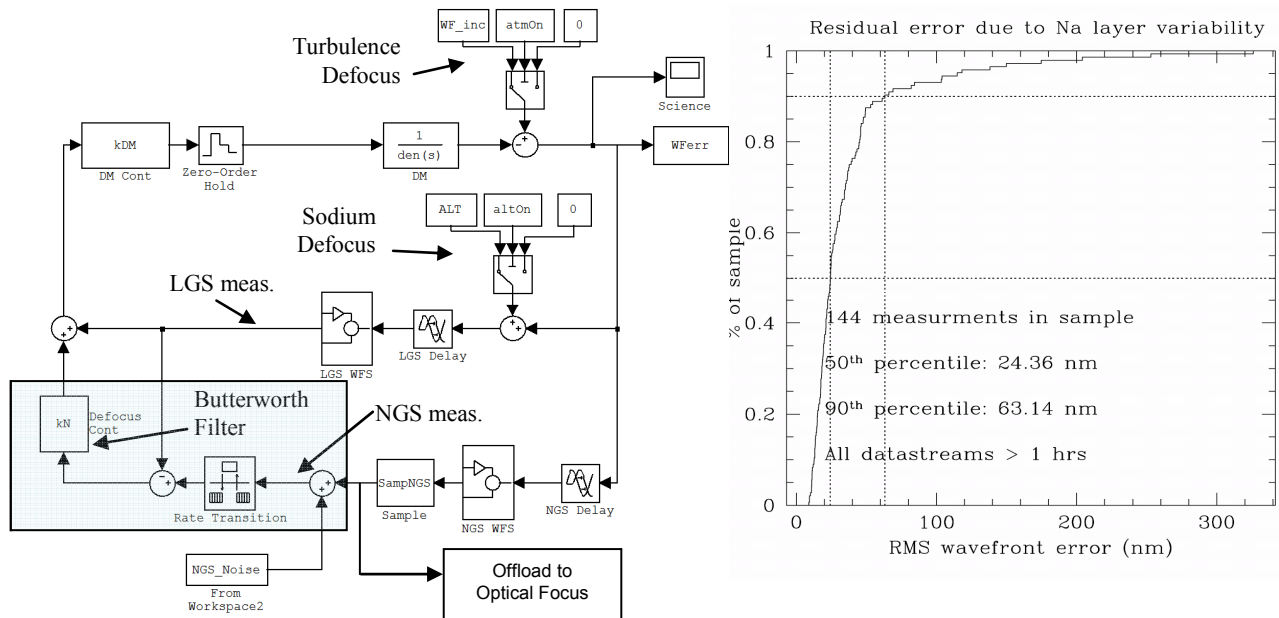 Turbulence
Defocus
WF_inc
atmOn
0
Science
WFerr
kDM
DM Cont
Zero-Order
Hold
1
den(s)
DM
Sodium
Defocus
ALT
altOn
0
LGS meas.
LGS WFS
LGS Delay
Butterworth
Filter
NGS meas.
kN
Defocus
Cont
Rate Transition
SampNGS
Sample
NGS WFS
NGS Delay
NGS_Noise
From
Workspace2
Offload to
Optical Focus
Residual error due to Na layer variability
% of sample
1
0.8
0.6
0.4
0.2
0
144 measurments in sample
50th percentile: 24.36 nm
90th percentile: 63.14 nm
All datastreams > 1 hrs
0 100 200 300
RMS wavefront error (nm)